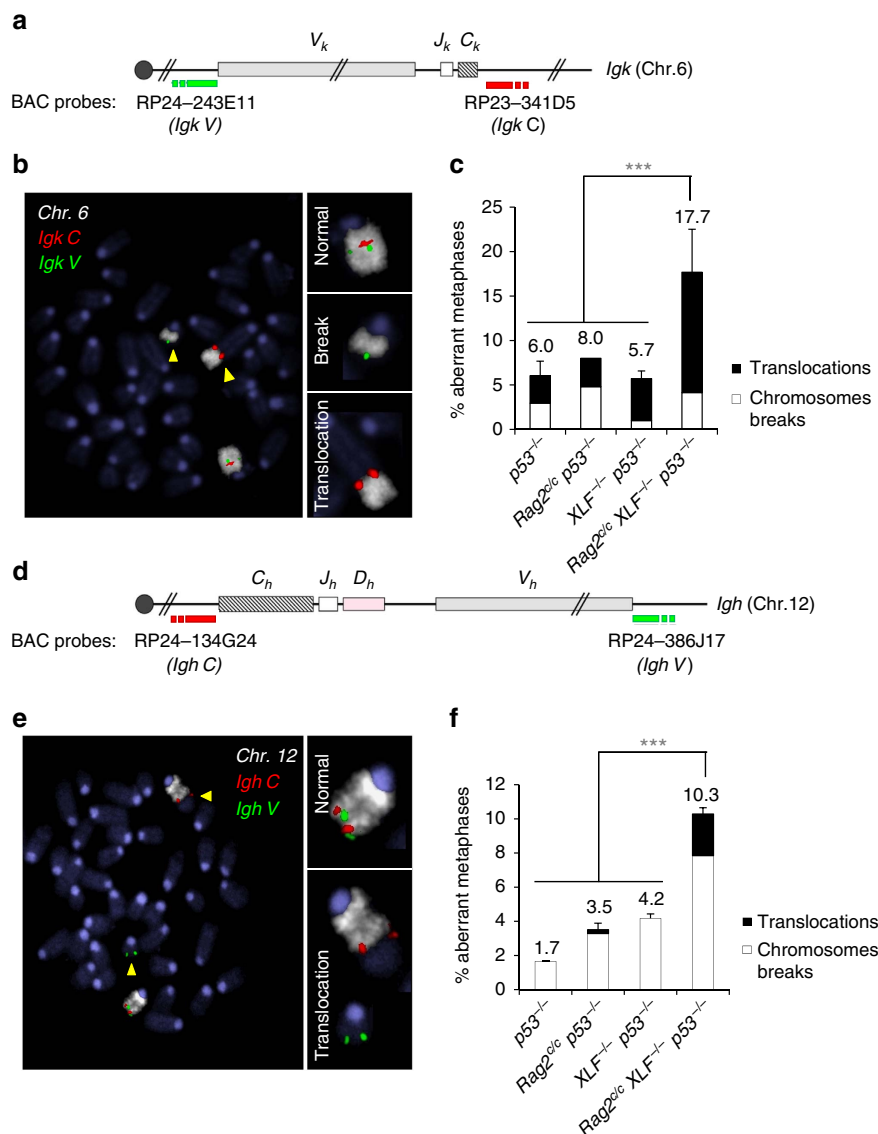 a
V_k J_k C_k
Igk (Chr.6)
BAC probes: RP24–243E11 RP23–341D5
(Igk V) (Igk C)
b
Chr. 6
Igk C
Igk V
Normal
Break
Translocation
c
***
% aberrant metaphases
25
20
15
10
5
0
6.0
8.0
5.7
17.7
p53–/–
Rag2c/c p53–/–
XLF–/– p53–/–
Rag2c/c XLF–/– p53–/–
Translocations
Chromosomes
breaks
d
C_h J_h D_h V_h
Igh (Chr.12)
BAC probes: RP24–134G24 RP24–386J17
(Igh C) (Igh V)
e
Chr. 12
Igh C
Igh V
Normal
Translocation
f
***
% aberrant metaphases
12
10
8
6
4
2
0
1.7
3.5
4.2
10.3
p53–/–
Rag2c/c p53–/–
XLF–/– p53–/–
Rag2c/c XLF–/– p53–/–
Translocations
Chromosomes
breaks